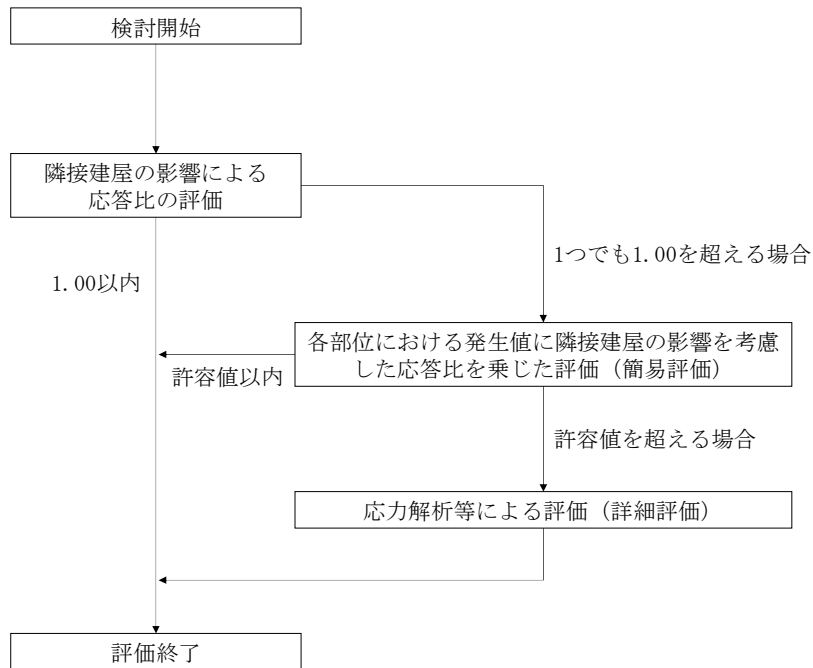 検討開始
隣接建屋の影響による
応答比の評価
1つでも1.00を超える場合
1.00以内
各部位における発生値に隣接建屋の影響を考慮
した応答比を乗じた評価（簡易評価）
許容値以内
許容値を超える場合
応力解析等による評価（詳細評価）
評価終了